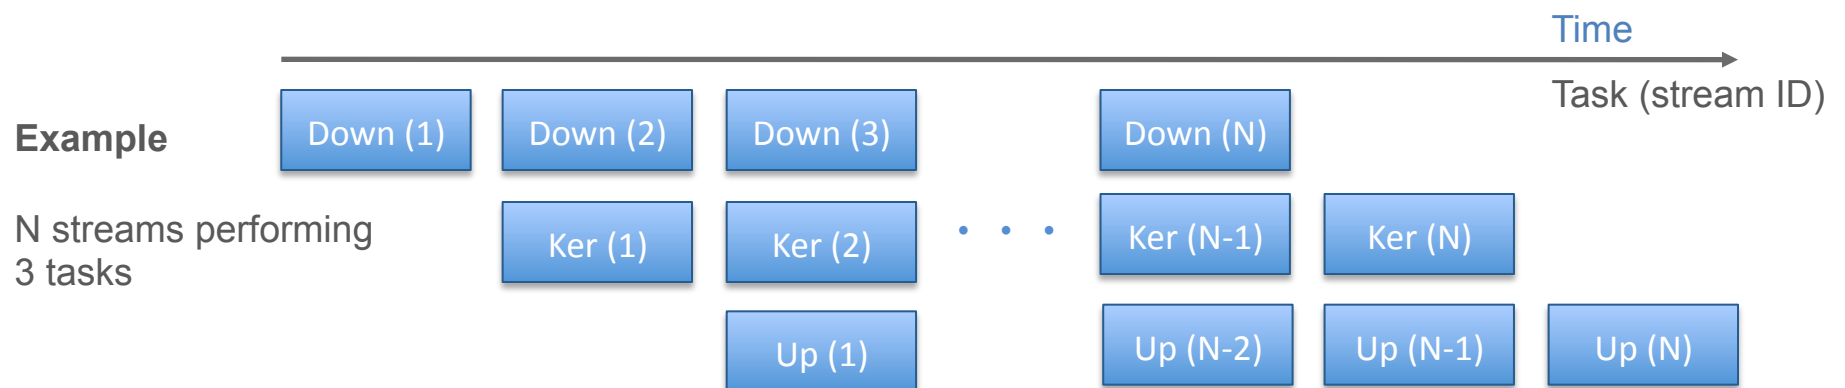 Time
Task (stream ID)
Example
Down (1) Down (2) Down (3) Down (N)
N streams performing
3 tasks
Ker (1) Ker (2) . . . Ker (N-1) Ker (N)
Up (1) Up (N-2) Up (N-1) Up (N)